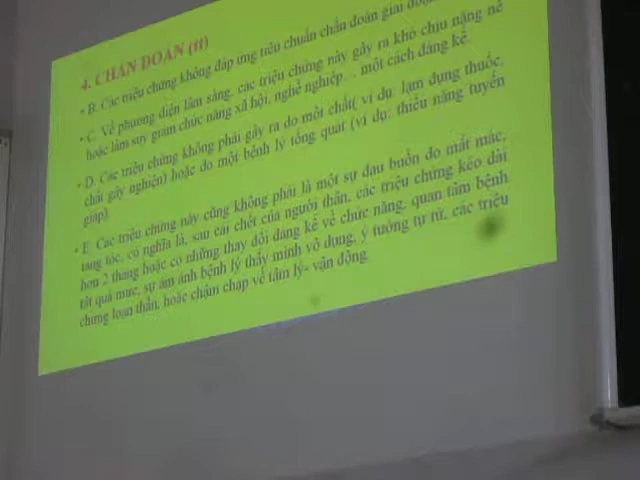 4. CHẨN ĐOÁN (tt)
• B. Các triệu chứng không đáp ứng tiêu chuẩn chẩn đoán giai đoạn
• C. Về phương diện lâm sàng, các triệu chứng này gây ra khó chịu nặng nề
hoặc làm suy giảm chức năng xã hội, nghề nghiệp… một cách đáng kể.
• D. Các triệu chứng không phải gây ra do một chất( ví dụ: lạm dụng thuốc,
chất gây nghiện) hoặc do một bệnh lý tổng quát (ví dụ: thiểu năng tuyến
giáp).
• E. Các triệu chứng này cũng không phải là một sự đau buồn do mất mác,
tang tóc, có nghĩa là, sau cái chết của người thân, các triệu chứng kéo dài
hơn 2 tháng hoặc có những thay đổi đáng kể về chức năng, quan tâm bệnh
tật quá mức, sự ám ảnh bệnh lý thấy mình vô dụng, ý tưởng tự tử, các triệu
chứng loạn thần, hoặc chậm chạp về tâm lý- vận động.